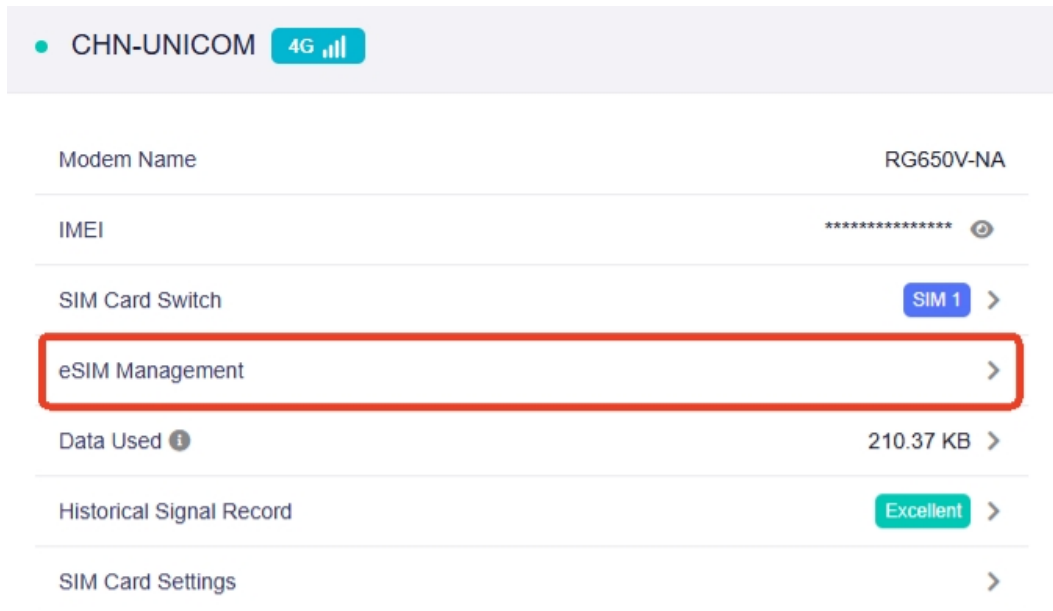 CHN-UNICOM 4G
Modem Name RG650V-NA
IMEI ***************
SIM Card Switch SIM 1
eSIM Management
Data Used 210.37 KB
Historical Signal Record Excellent
SIM Card Settings